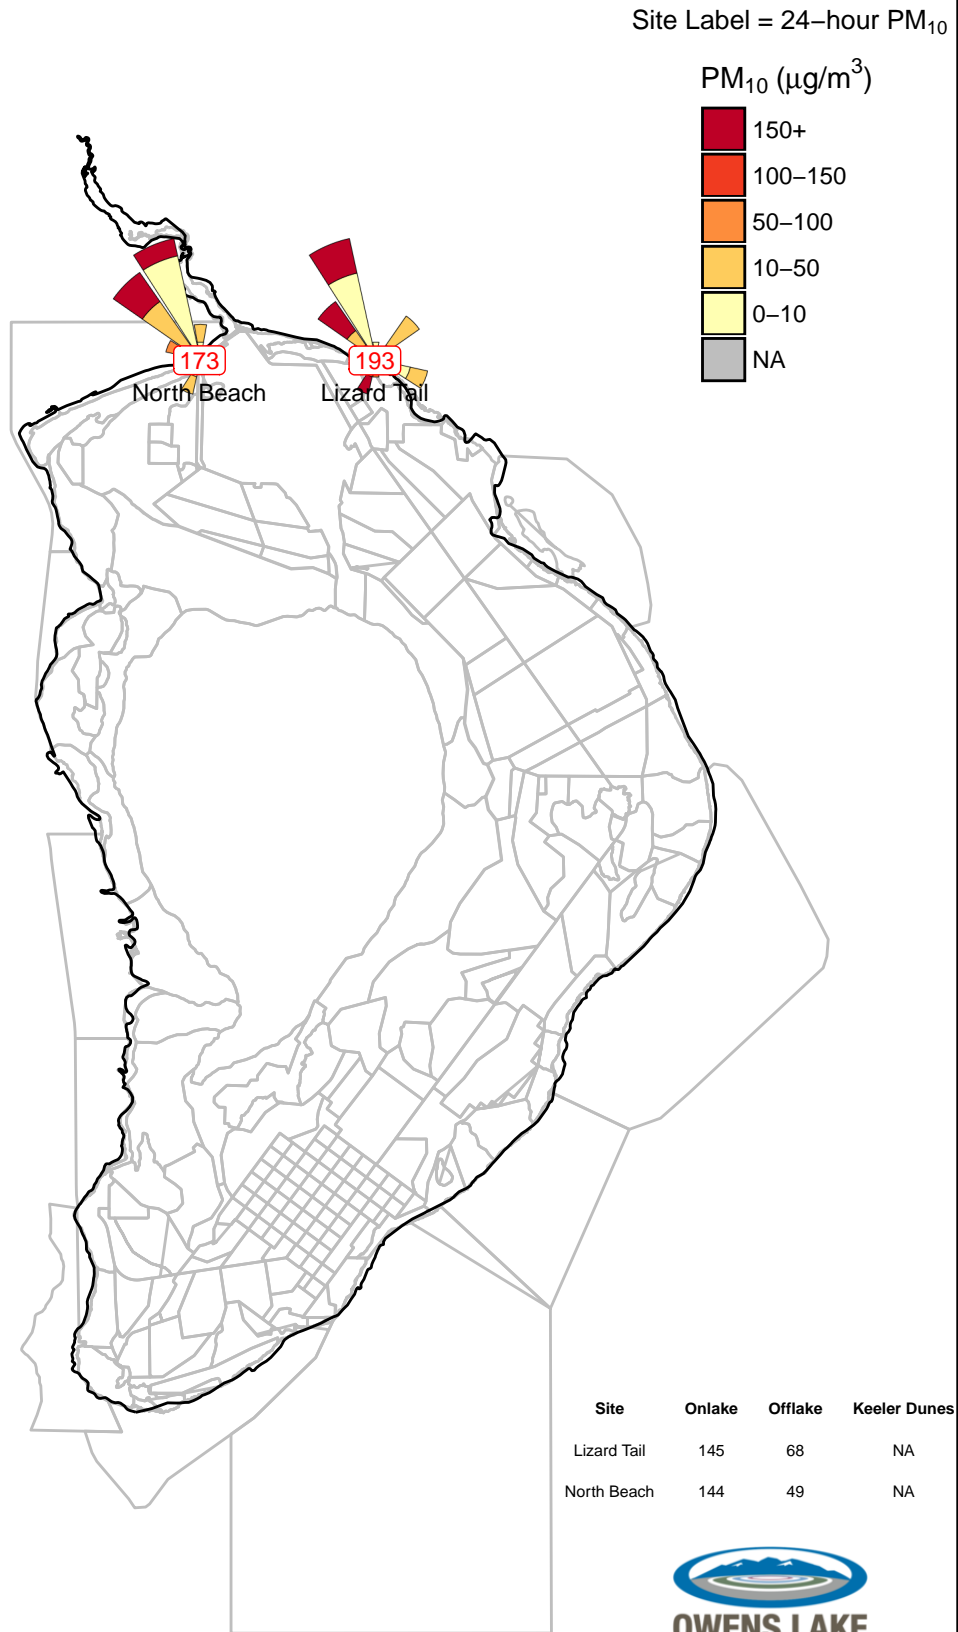 Site Label = 24−hour PM₁₀
PM₁₀ (µg/m³)
150+
100−150
50−100
10−50
0−10
NA
173
193
North Beach
Lizard Tail
Site Onlake Offlake Keeler Dunes
Lizard Tail 145 68 NA
North Beach 144 49 NA
OWENS LAKE